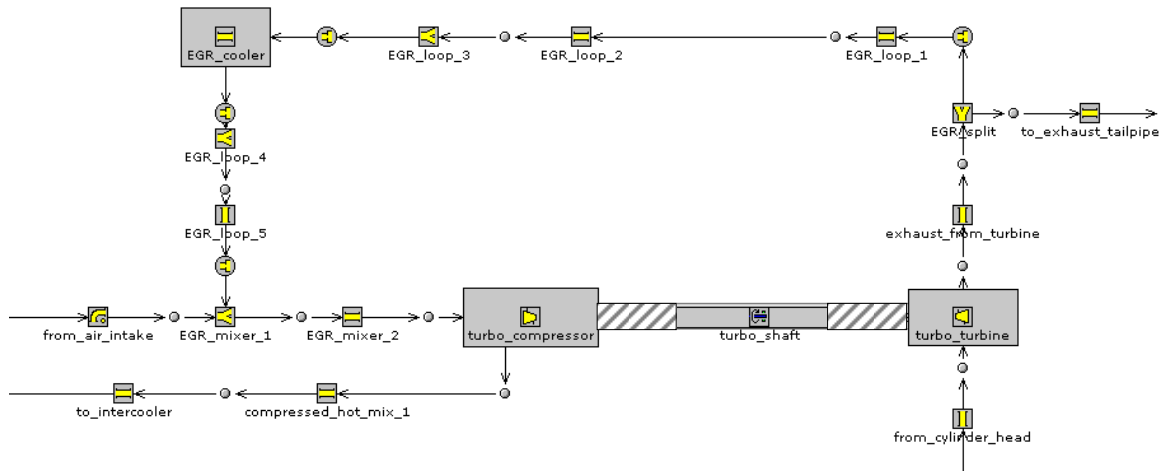 EGR_cooler
EGR_loop_3
EGR_loop_2
EGR_loop_1
EGR_split
to_exhaust_tailpipe
EGR_loop_4
EGR_loop_5
exhaust_from_turbine
from_air_intake
EGR_mixer_1
EGR_mixer_2
turbo_compressor
turbo_shaft
turbo_turbine
to_intercooler
compressed_hot_mix_1
from_cylinder_head